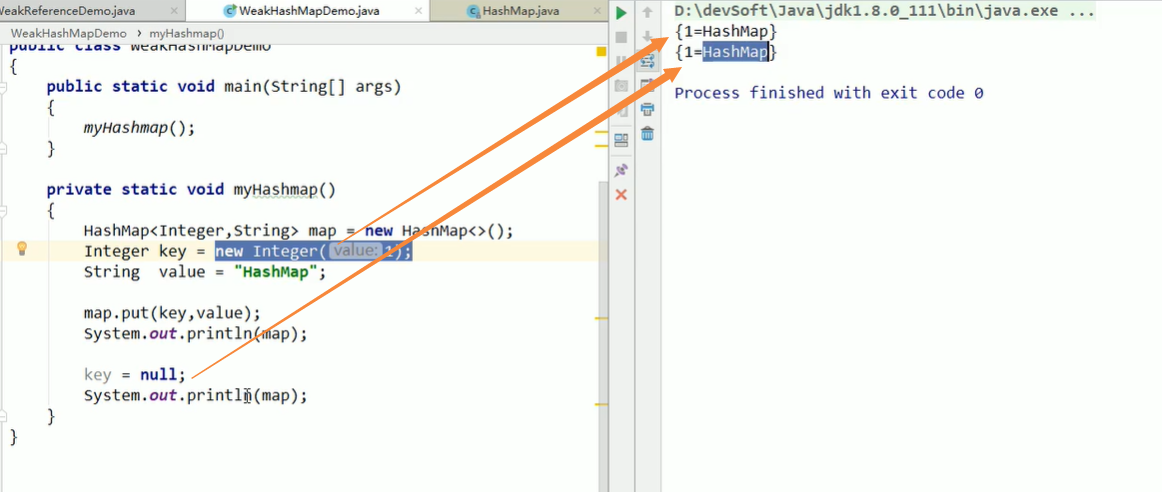 WeakReferenceDemo.java
WeakHashMapDemo.java
HashMap.java
WeakHashMapDemo
myHashmap()
public class WeakHashMapDemo
{
public static void main(String[] args)
{
myHashmap();
}
private static void myHashmap()
{
HashMap<Integer,String> map = new HashMap<>();
Integer key = new Integer( value: 1);
String value = "HashMap";
map.put(key,value);
System.out.println(map);
key = null;
System.out.println(map);
}
}
D:\devSoft\Java\jdk1.8.0_111\bin\java.exe ...
{1=HashMap}
{1=HashMap}
Process finished with exit code 0